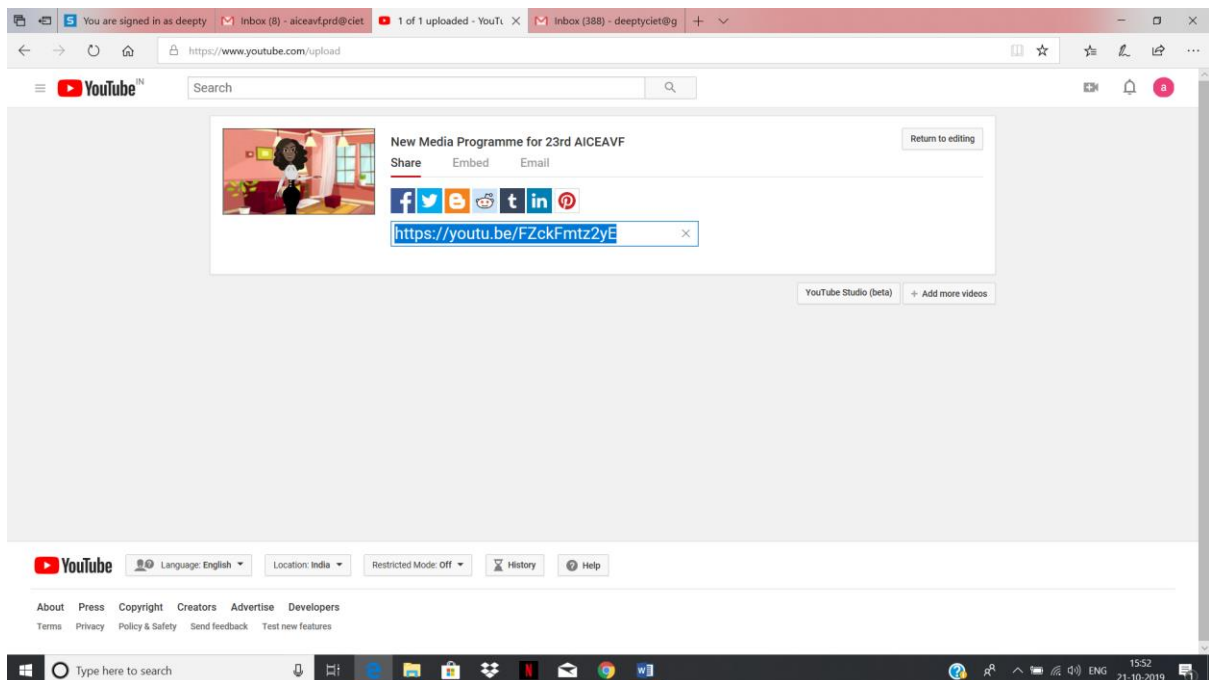 You are signed in as deepty
Inbox (8) - aiceavf.prd@ciet
1 of 1 uploaded - YouTu
Inbox (388) - deeptyciet@g
https://www.youtube.com/upload
YouTube IN
Search
a
New Media Programme for 23rd AICEAVF
Return to editing
Share Embed Email
https://youtu.be/FZckFmtz2yE
YouTube Studio (beta)
+ Add more videos
YouTube
Language: English
Location: India
Restricted Mode: Off
History
Help
About Press Copyright Creators Advertise Developers
Terms Privacy Policy & Safety Send feedback Test new features
Type here to search
ENG
15:52
21-10-2019